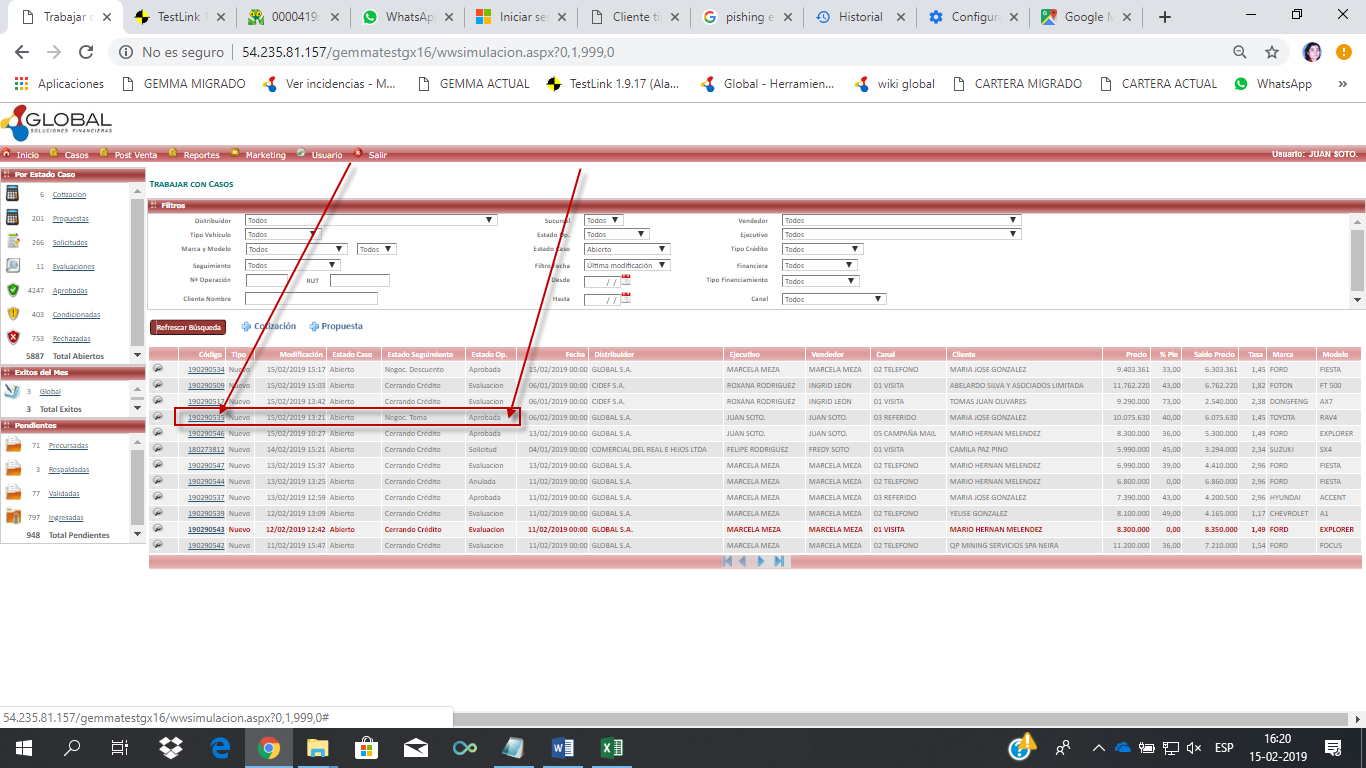 Trabajar c
TestLink 1
0000419
WhatsApp
Iniciar ses
Cliente tip
pishing e
Historial
Configura
Google M
No es seguro | 54.235.81.157/gemmatestgx16/wwsimulacion.aspx?0,1,999,0
Aplicaciones GEMMA MIGRADO Ver incidencias - M... GEMMA ACTUAL TestLink 1.9.17 (Ala... Global - Herramien... wiki global CARTERA MIGRADO CARTERA ACTUAL WhatsApp »
GLOBAL
SOLUCIONES FINANCIERAS
Inicio Casos Post Venta Reportes Marketing Usuario Salir Usuario: JUAN SOTO.
Por Estado Caso
6 Cotizacion
201 Propuestas
266 Solicitudes
11 Evaluaciones
4247 Aprobadas
403 Condicionadas
753 Rechazadas
5887 Total Abiertos
Exitos del Mes
3 Global
3 Total Exitos
Pendientes
71 Precursadas
3 Respaldadas
77 Validadas
797 Ingresadas
948 Total Pendientes
TRABAJAR CON CASOS
Filtros
Distribuidor Todos Sucursal Todos Vendedor Todos
Tipo Vehículo Todos Estado Op. Todos Ejecutivo Todos
Marca y Modelo Todos Todos Estado Caso Abierto Tipo Crédito Todos
Seguimiento Todos Filtro Fecha Última modificación Financiera Todos
Nº Operación RUT Desde / / Tipo Financiamiento Todos
Cliente Nombre Hasta / / Canal Todos
Refrescar Búsqueda Cotización Propuesta
Código Tipo Modificación Estado Caso Estado Seguimiento Estado Op. Fecha Distribuidor Ejecutivo Vendedor Canal Cliente Precio % Pie Saldo Precio Tasa Marca Modelo
190290534 Nuevo 15/02/2019 15:17 Abierto Negoc. Descuento Aprobada 15/02/2019 00:00 GLOBAL S.A. MARCELA MEZA MARCELA MEZA 02 TELEFONO MARIA JOSE GONZALEZ 9.403.361 33,00 6.303.361 1,45 FORD FIESTA
190290509 Nuevo 15/02/2019 15:03 Abierto Cerrando Crédito Evaluacion 06/01/2019 00:00 CIDEF S.A. ROXANA RODRIGUEZ INGRID LEON 01 VISITA ABELARDO SILVA Y ASOCIADOS LIMITADA 11.762.220 43,00 6.762.220 1,82 FOTON FT 500
190290517 Nuevo 15/02/2019 13:42 Abierto Cerrando Crédito Evaluacion 06/01/2019 00:00 CIDEF S.A. ROXANA RODRIGUEZ INGRID LEON 01 VISITA TOMAS JUAN OLIVARES 9.290.000 73,00 2.540.000 2,38 DONGFENG AX7
190290535 Nuevo 15/02/2019 13:21 Abierto Negoc. Toma Aprobada 06/02/2019 00:00 GLOBAL S.A. JUAN SOTO. JUAN SOTO. 03 REFERIDO MARIA JOSE GONZALEZ 10.075.630 40,00 6.075.630 1,45 TOYOTA RAV4
190290546 Nuevo 15/02/2019 10:27 Abierto Cerrando Crédito Aprobada 13/02/2019 00:00 GLOBAL S.A. JUAN SOTO. JUAN SOTO. 05 CAMPAÑA MAIL MARIO HERNAN MELENDEZ 8.300.000 36,00 5.300.000 1,49 FORD EXPLORER
180273812 Nuevo 14/02/2019 15:21 Abierto Cerrando Crédito Solicitud 04/01/2019 00:00 COMERCIAL DEL REAL E HIJOS LTDA FELIPE RODRIGUEZ FREDY SOTO 01 VISITA CAMILA PAZ PINO 5.990.000 45,00 3.294.000 2,34 SUZUKI SX4
190290547 Nuevo 13/02/2019 15:37 Abierto Cerrando Crédito Evaluacion 13/02/2019 00:00 GLOBAL S.A. MARCELA MEZA MARCELA MEZA 02 TELEFONO MARIO HERNAN MELENDEZ 6.990.000 39,00 4.410.000 2,96 FORD FIESTA
190290544 Nuevo 13/02/2019 13:25 Abierto Cerrando Crédito Anulada 11/02/2019 00:00 GLOBAL S.A. MARCELA MEZA MARCELA MEZA 02 TELEFONO MARIO HERNAN MELENDEZ 6.800.000 0,00 6.860.000 2,96 FORD FIESTA
190290537 Nuevo 13/02/2019 12:59 Abierto Cerrando Crédito Aprobada 11/02/2019 00:00 GLOBAL S.A. MARCELA MEZA MARCELA MEZA 03 REFERIDO MARIA JOSE GONZALEZ 7.390.000 43,00 4.200.500 2,96 HYUNDAI ACCENT
190290539 Nuevo 12/02/2019 13:09 Abierto Cerrando Crédito Evaluacion 11/02/2019 00:00 GLOBAL S.A. MARCELA MEZA MARCELA MEZA 02 TELEFONO YELISE GONZALEZ 8.100.000 49,00 4.165.000 1,17 CHEVROLET A1
190290543 Nuevo 12/02/2019 12:42 Abierto Cerrando Crédito Evaluacion 11/02/2019 00:00 GLOBAL S.A. MARCELA MEZA MARCELA MEZA 01 VISITA MARIO HERNAN MELENDEZ 8.300.000 0,00 8.350.000 1,49 FORD EXPLORER
190290542 Nuevo 11/02/2019 15:47 Abierto Cerrando Crédito Evaluacion 11/02/2019 00:00 GLOBAL S.A. MARCELA MEZA MARCELA MEZA 02 TELEFONO QP MINING SERVICIOS SPA NEIRA 11.200.000 36,00 7.210.000 1,54 FORD FOCUS
54.235.81.157/gemmatestgx16/wwsimulacion.aspx?0,1,999,0#
ESP
16:20
15-02-2019